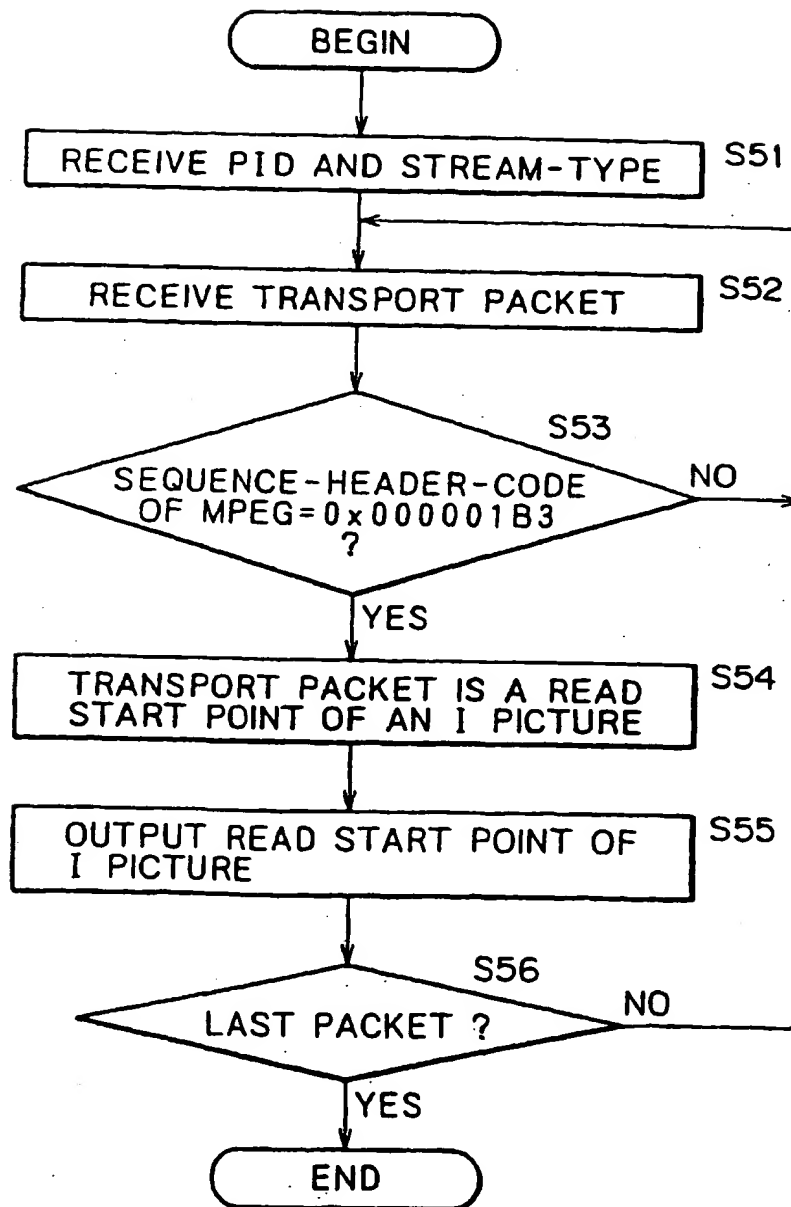 BEGIN
RECEIVE PID AND STREAM-TYPE
S51
RECEIVE TRANSPORT PACKET
S52
S53
SEQUENCE-HEADER-CODE
OF MPEG=0x000001B3
?
NO
YES
TRANSPORT PACKET IS A READ
START POINT OF AN I PICTURE
S54
OUTPUT READ START POINT OF
I PICTURE
S55
S56
LAST PACKET ?
NO
YES
END